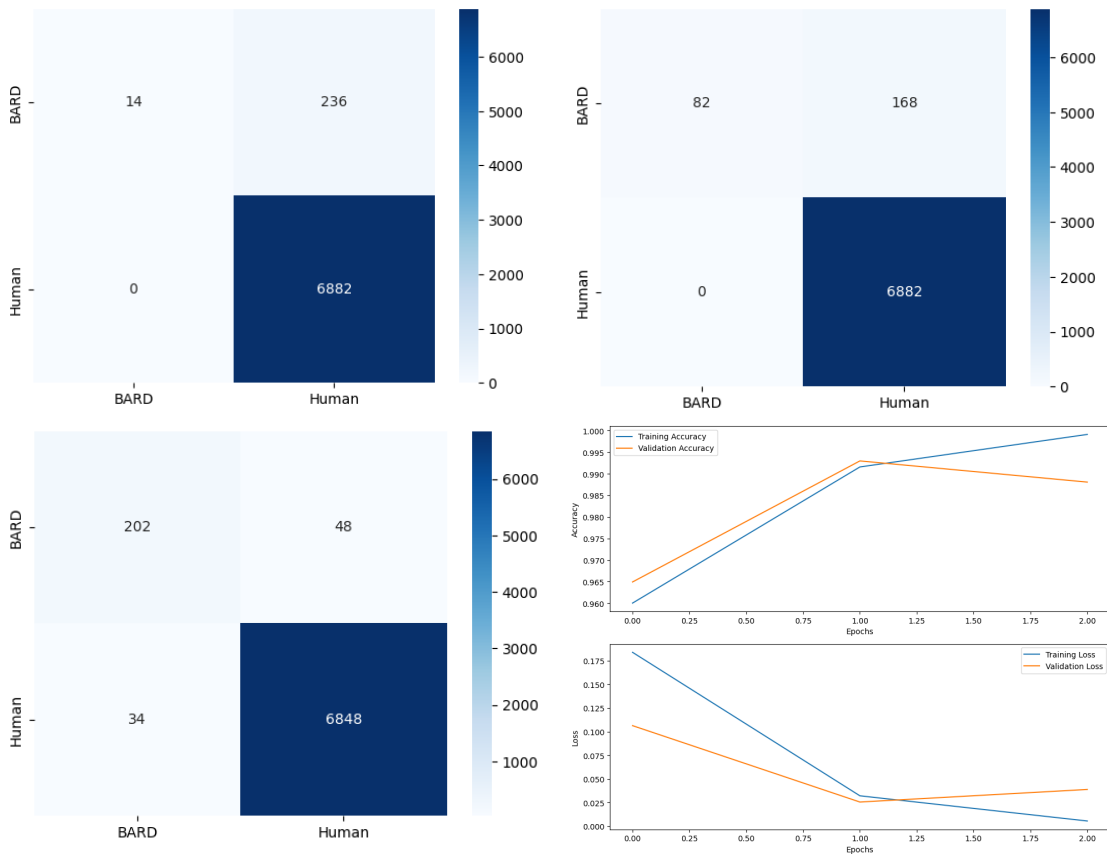 BARD
14
236
Human
0
6882
BARD
Human
6000
5000
4000
3000
2000
1000
0
BARD
82
168
Human
0
6882
BARD
Human
6000
5000
4000
3000
2000
1000
0
BARD
202
48
Human
34
6848
BARD
Human
6000
5000
4000
3000
2000
1000
Training Accuracy
Validation Accuracy
Accuracy
1.000
0.995
0.990
0.985
0.980
0.975
0.970
0.965
0.960
0.00 0.25 0.50 0.75 1.00 1.25 1.50 1.75 2.00
Epochs
Training Loss
Validation Loss
Loss
0.175
0.150
0.125
0.100
0.075
0.050
0.025
0.000
0.00 0.25 0.50 0.75 1.00 1.25 1.50 1.75 2.00
Epochs